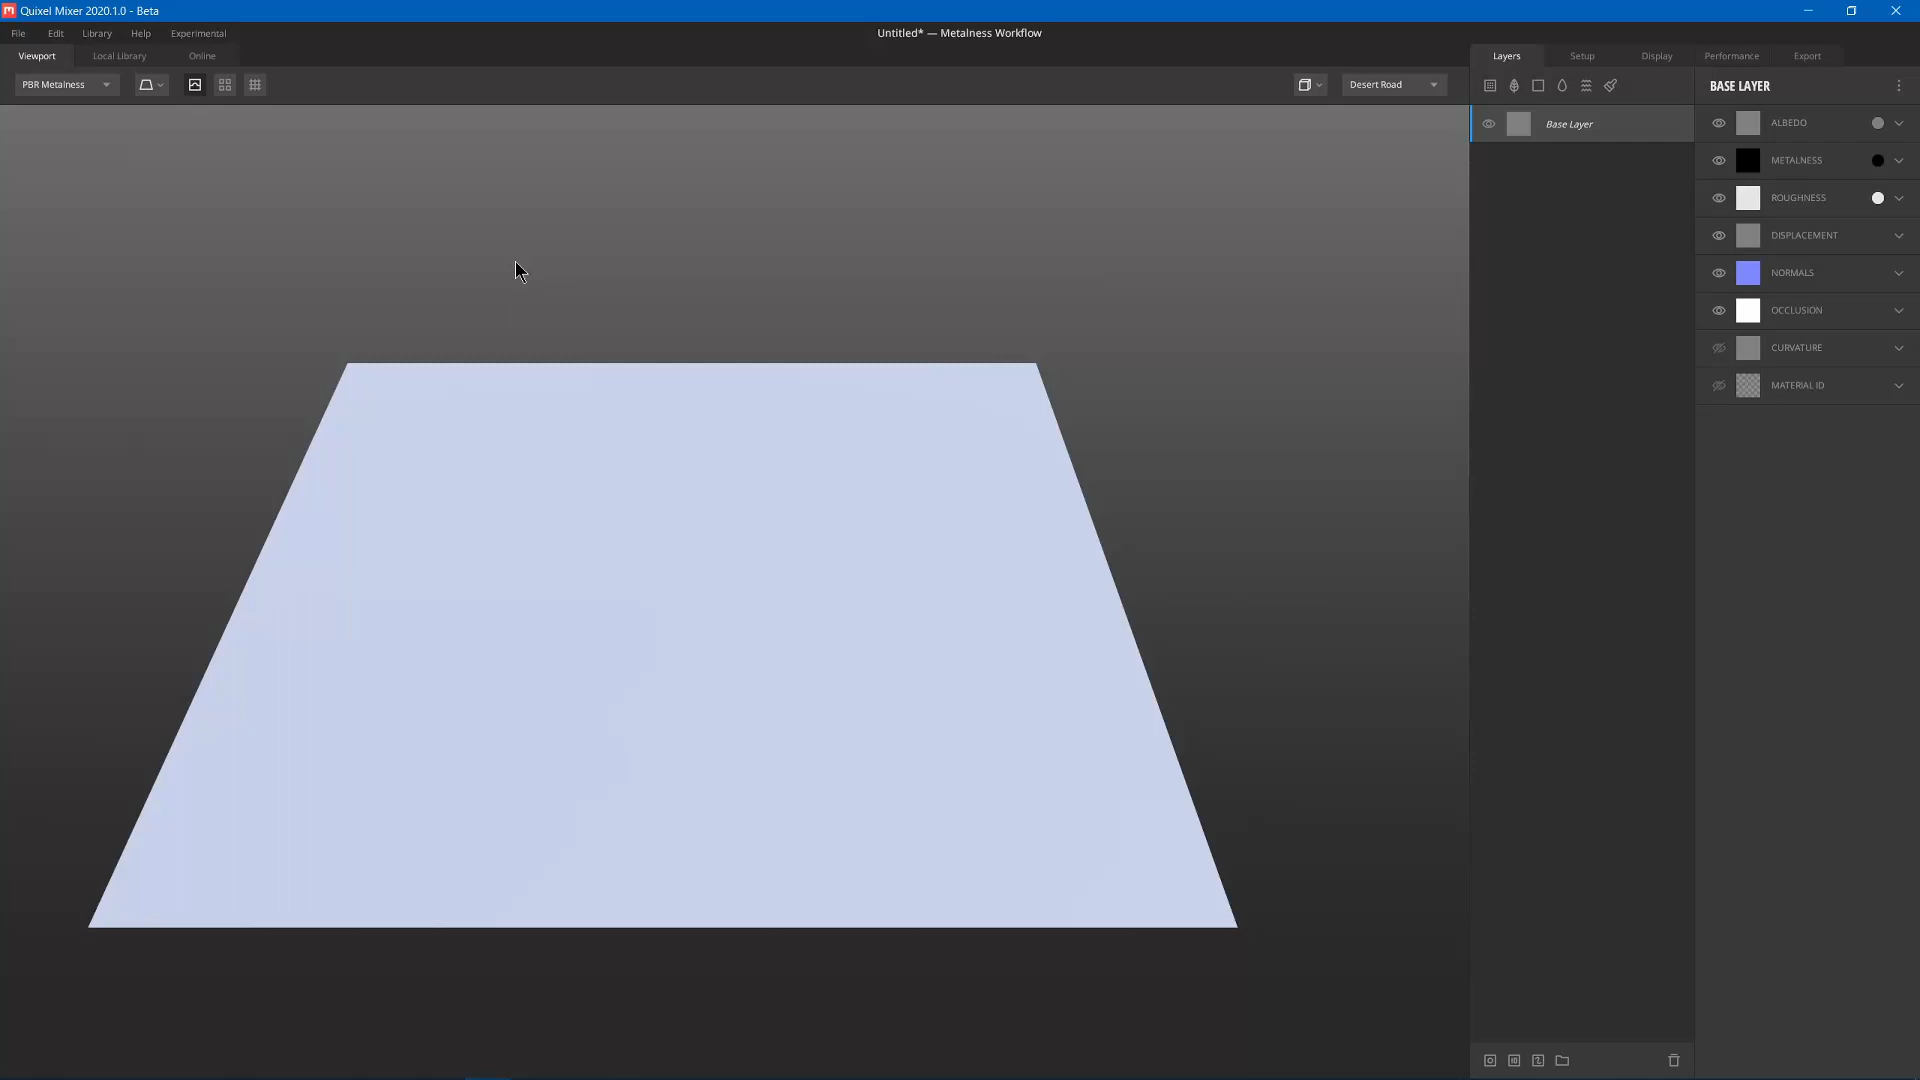 Quixel Mixer 2020.1.0 - Beta
File Edit Library Help Experimental
Untitled* — Metalness Workflow
Viewport Local Library Online
Layers Setup Display Performance Export
PBR Metalness
Desert Road
BASE LAYER
Base Layer
ALBEDO
METALNESS
ROUGHNESS
DISPLACEMENT
NORMALS
OCCLUSION
CURVATURE
MATERIAL ID